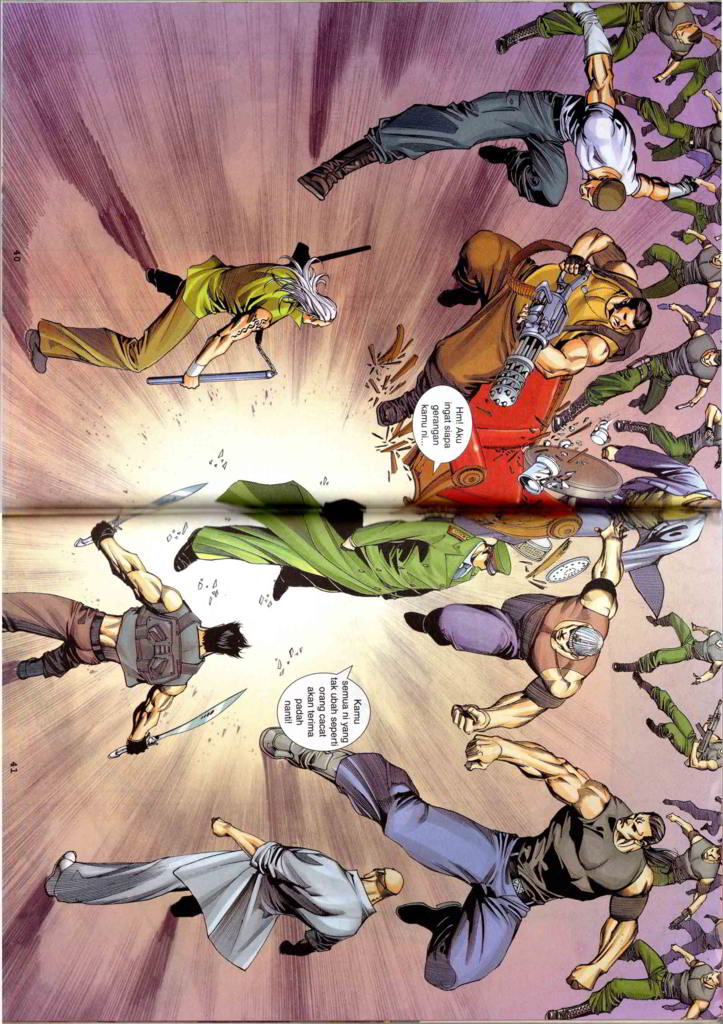 Hm! Aku
ingat siapa
gerangan
kamu ni...
Kamu
semua ni yang
tak ubah seperti
orang cacat
akan terima
padah
nanti!
40
41